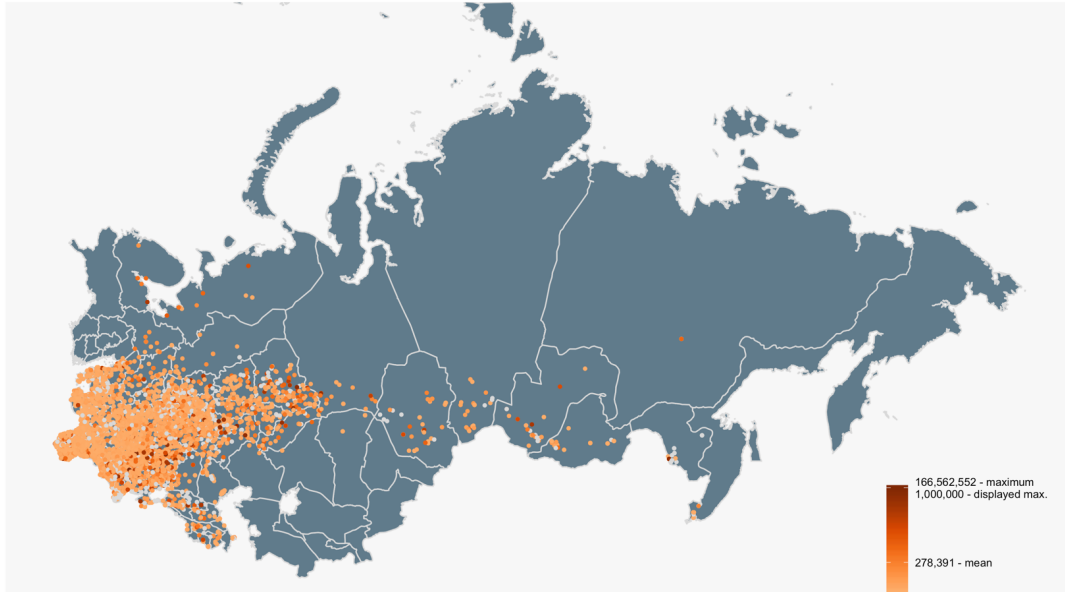 166,562,552 - maximum
1,000,000 - displayed max.
278,391 - mean